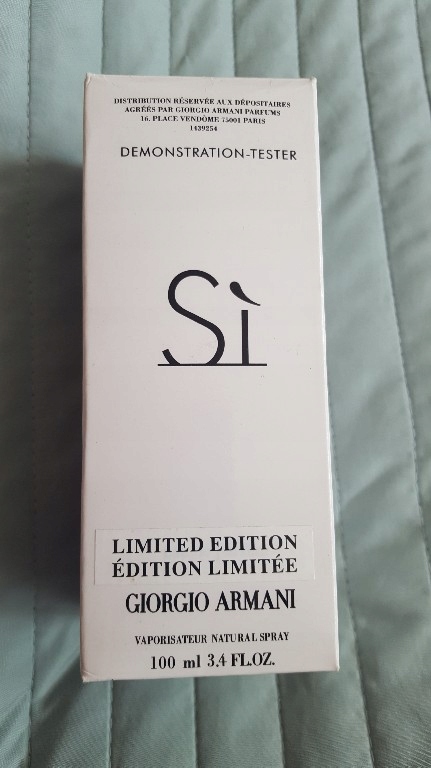 DISTRIBUTION RÉSERVÉE AUX DÉPOSITAIRES
AGRÉÉS PAR GIORGIO ARMANI PARFUMS
16, PLACE VENDÔME 75001 PARIS
1439254
DEMONSTRATION-TESTER
Sì
LIMITED EDITION
ÉDITION LIMITÉE
GIORGIO ARMANI
VAPORISATEUR NATURAL SPRAY
100 ml 3.4 FL.OZ.